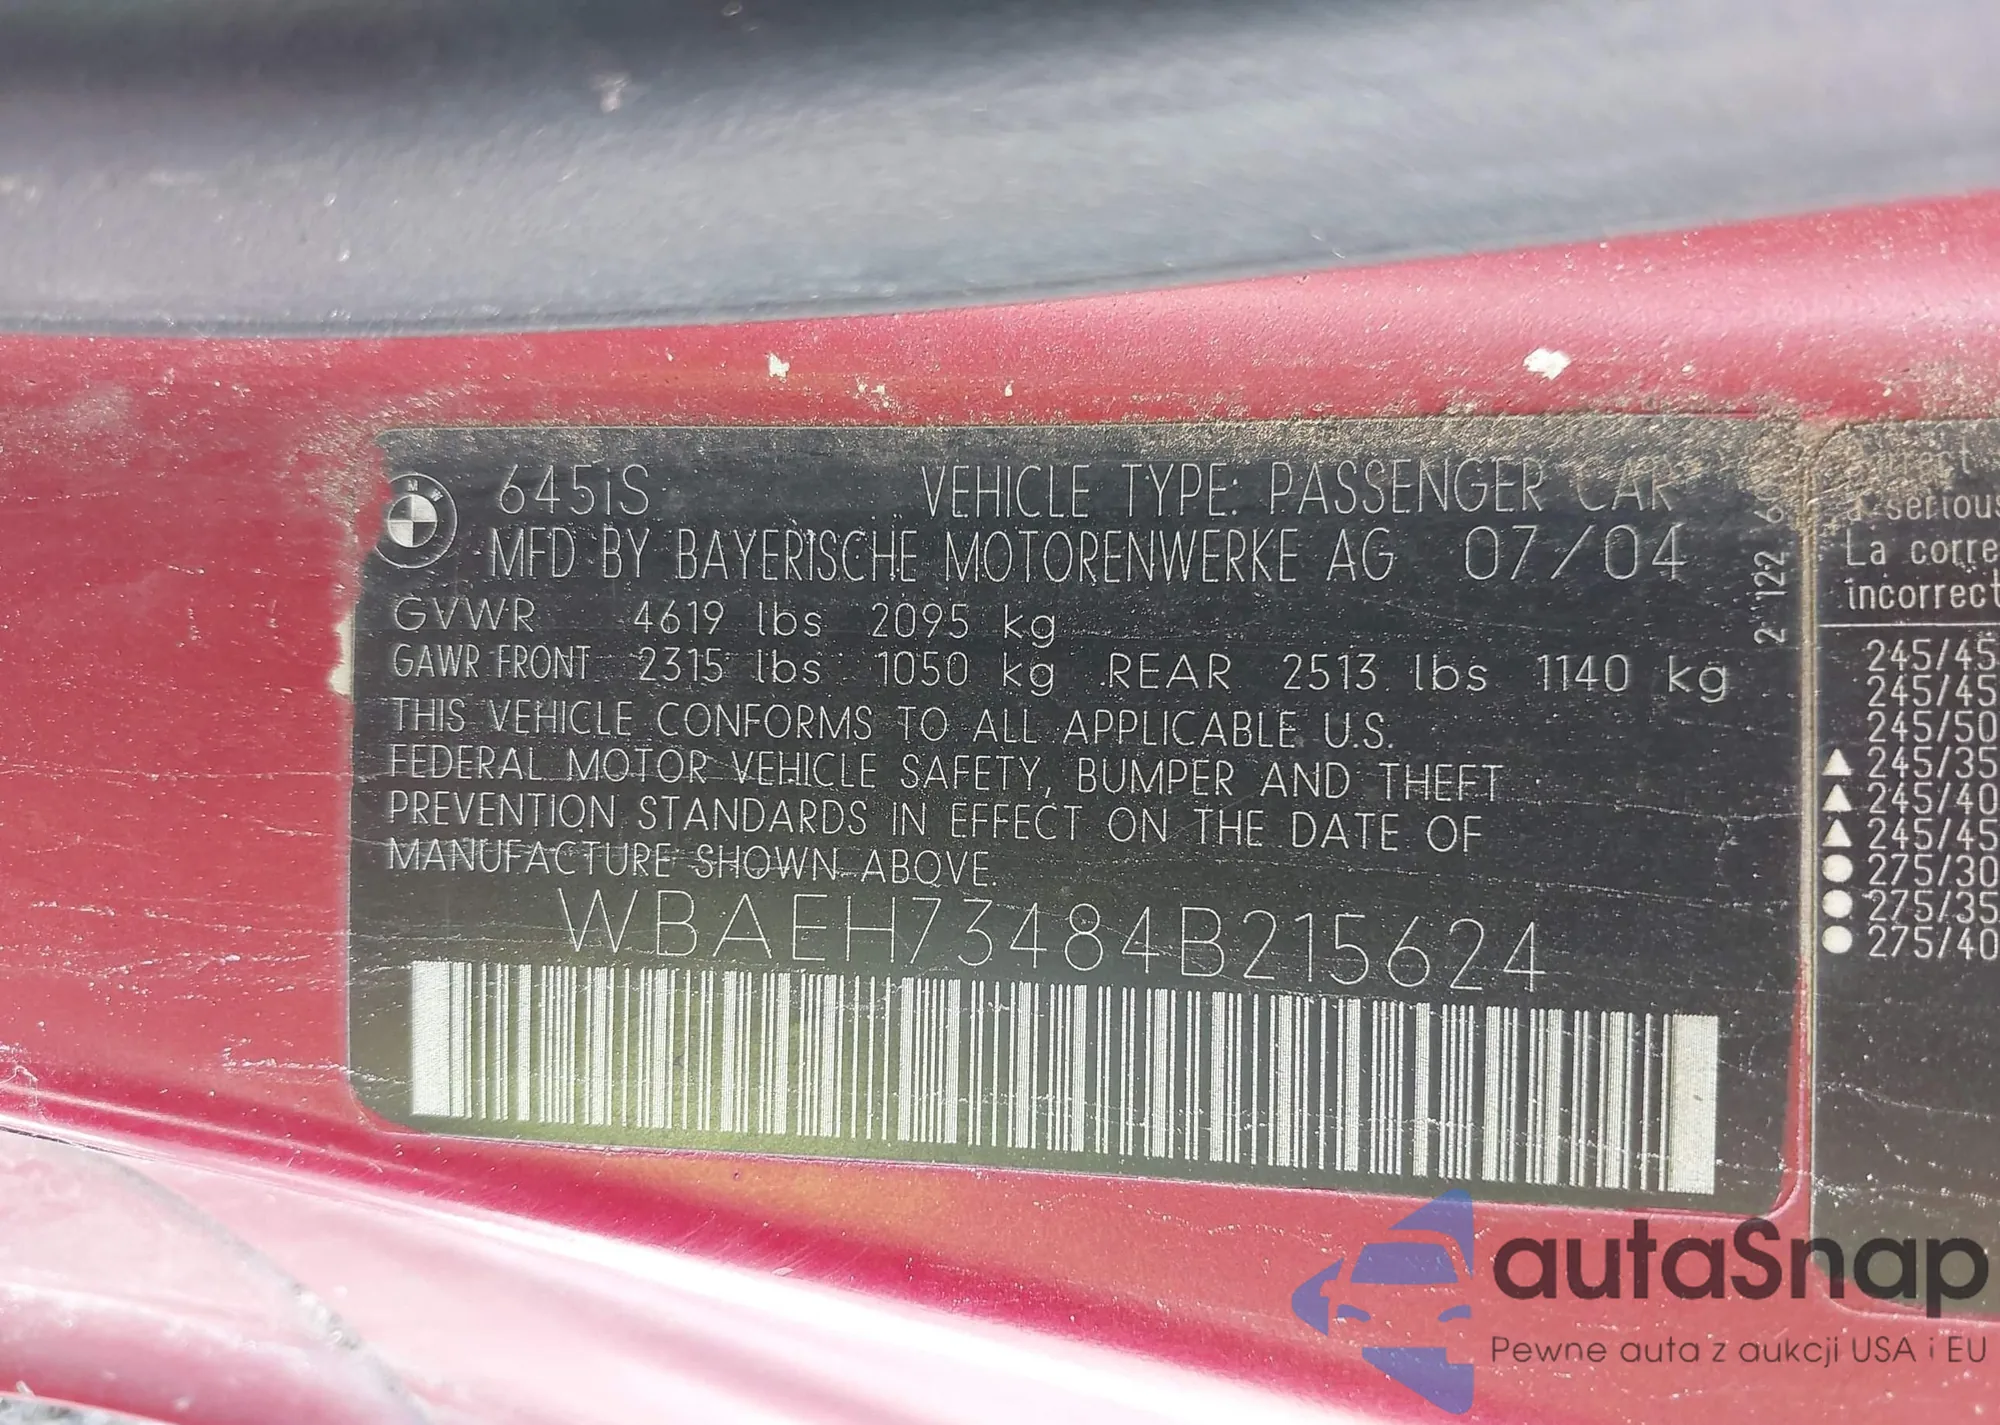 645iS VEHICLE TYPE: PASSENGER CAR
MFD BY BAYERISCHE MOTORENWERKE AG 07/04
GVWR 4619 lbs 2095 kg
GAWR FRONT 2315 lbs 1050 kg REAR 2513 lbs 1140 kg
THIS VEHICLE CONFORMS TO ALL APPLICABLE U.S.
FEDERAL MOTOR VEHICLE SAFETY, BUMPER AND THEFT
PREVENTION STANDARDS IN EFFECT ON THE DATE OF
MANUFACTURE SHOWN ABOVE.
WBAEH73484B215624
2 122
BMW
a serious
La corre
incorrect
245/45
245/45
245/50
245/35
245/40
245/45
275/30
275/35
275/40
autaSnap
Pewne auta z aukcji USA i EU